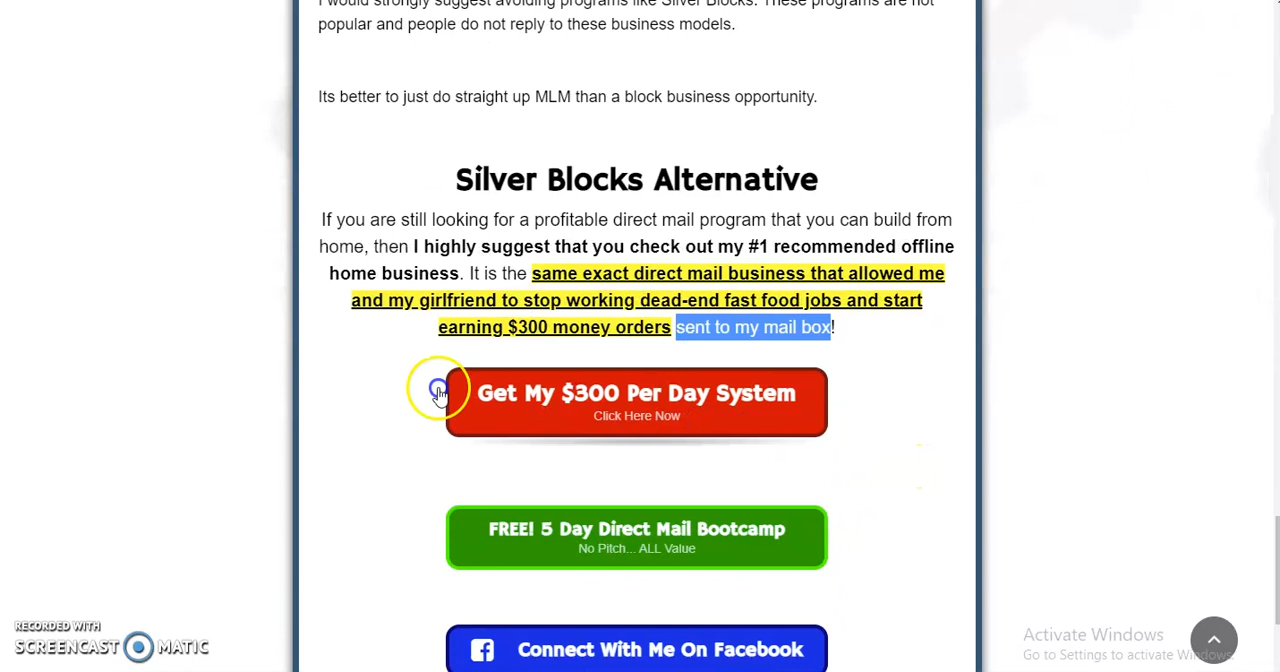 I would strongly suggest avoiding programs like Silver Blocks. These programs are not
popular and people do not reply to these business models.
Its better to just do straight up MLM than a block business opportunity.
Silver Blocks Alternative
If you are still looking for a profitable direct mail program that you can build from
home, then I highly suggest that you check out my #1 recommended offline
home business. It is the same exact direct mail business that allowed me
and my girlfriend to stop working dead-end fast food jobs and start
earning $300 money orders sent to my mail box!
Get My $300 Per Day System
Click Here Now
FREE! 5 Day Direct Mail Bootcamp
No Pitch... ALL Value
Connect With Me On Facebook
RECORDED WITH
SCREENCAST MATIC
Activate Windows
Go to Settings to activate Windows.